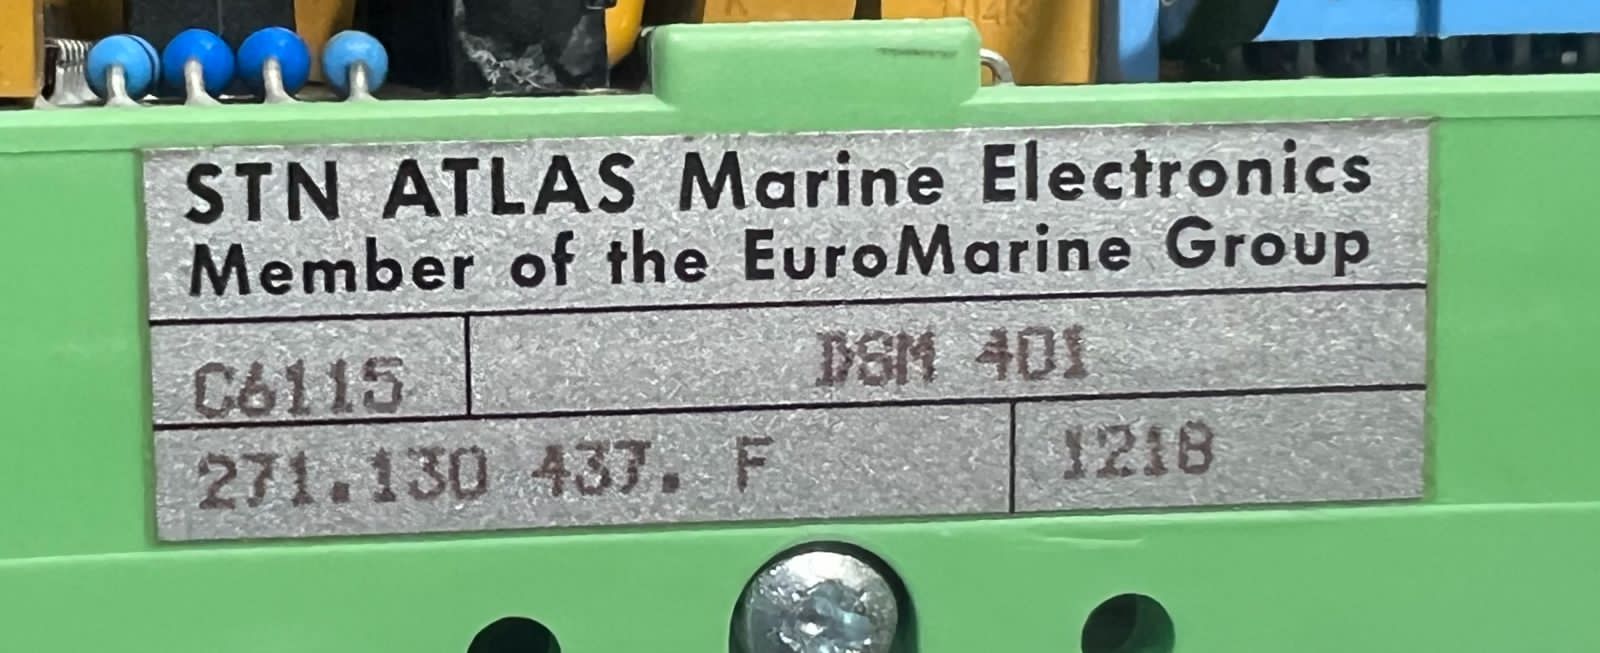 STN ATLAS Marine Electronics
Member of the EuroMarine Group
C6115 DSM 401
271.130 437. F 1218